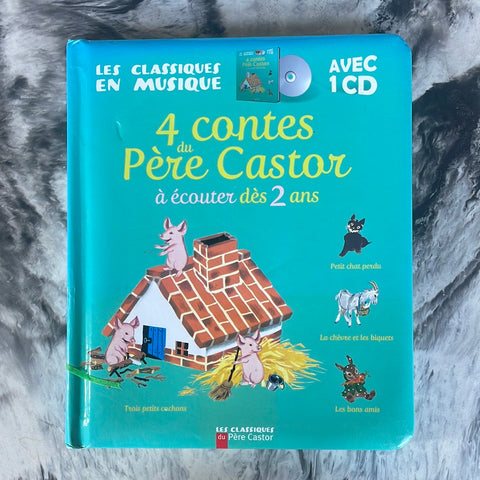 LES CLASSIQUES
EN MUSIQUE
AVEC
1 CD
4 contes
du
Père Castor
à écouter dès 2 ans
Petit chat perdu
La chèvre et les biquets
Trois petits cochons
Les bons amis
LES CLASSIQUES
du Père Castor